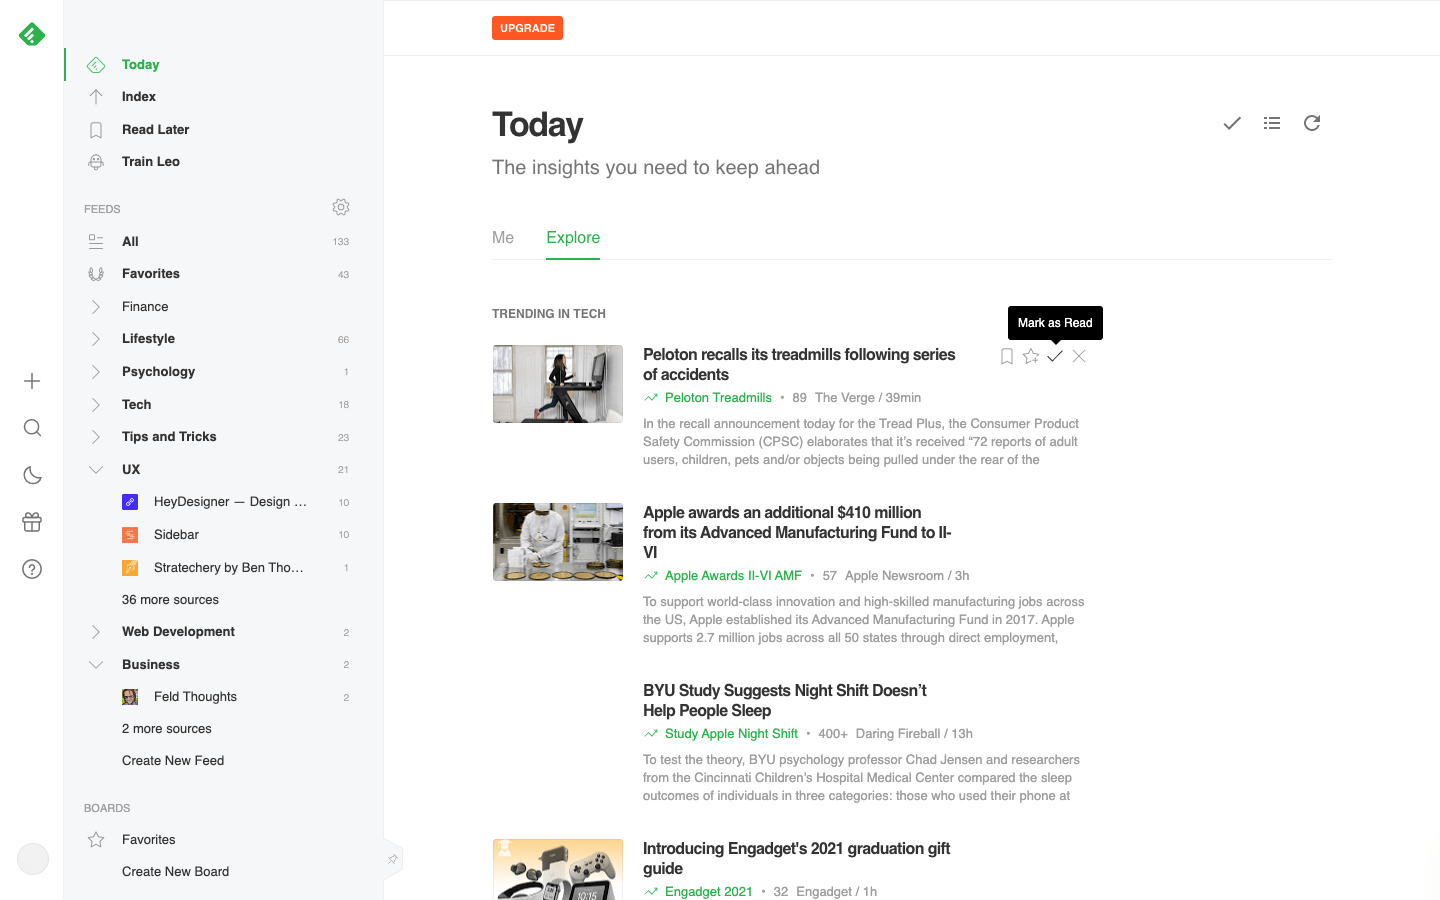 UPGRADE
Today
Index
Read Later
Train Leo
FEEDS
All 133
Favorites 43
Finance
Lifestyle 66
Psychology 1
Tech 18
Tips and Tricks 23
UX 21
HeyDesigner — Design ... 10
Sidebar 10
Stratechery by Ben Tho... 1
36 more sources
Web Development 2
Business 2
Feld Thoughts 2
2 more sources
Create New Feed
BOARDS
Favorites
Create New Board
Today
The insights you need to keep ahead
Me Explore
TRENDING IN TECH
Mark as Read
Peloton recalls its treadmills following series
of accidents
Peloton Treadmills • 89 The Verge / 39min
In the recall announcement today for the Tread Plus, the Consumer Product
Safety Commission (CPSC) elaborates that it’s received “72 reports of adult
users, children, pets and/or objects being pulled under the rear of the
Apple awards an additional $410 million
from its Advanced Manufacturing Fund to II-
VI
Apple Awards II-VI AMF • 57 Apple Newsroom / 3h
To support world-class innovation and high-skilled manufacturing jobs across
the US, Apple established its Advanced Manufacturing Fund in 2017. Apple
supports 2.7 million jobs across all 50 states through direct employment,
BYU Study Suggests Night Shift Doesn’t
Help People Sleep
Study Apple Night Shift • 400+ Daring Fireball / 13h
To test the theory, BYU psychology professor Chad Jensen and researchers
from the Cincinnati Children’s Hospital Medical Center compared the sleep
outcomes of individuals in three categories: those who used their phone at
Introducing Engadget's 2021 graduation gift
guide
Engadget 2021 • 32 Engadget / 1h
10:15